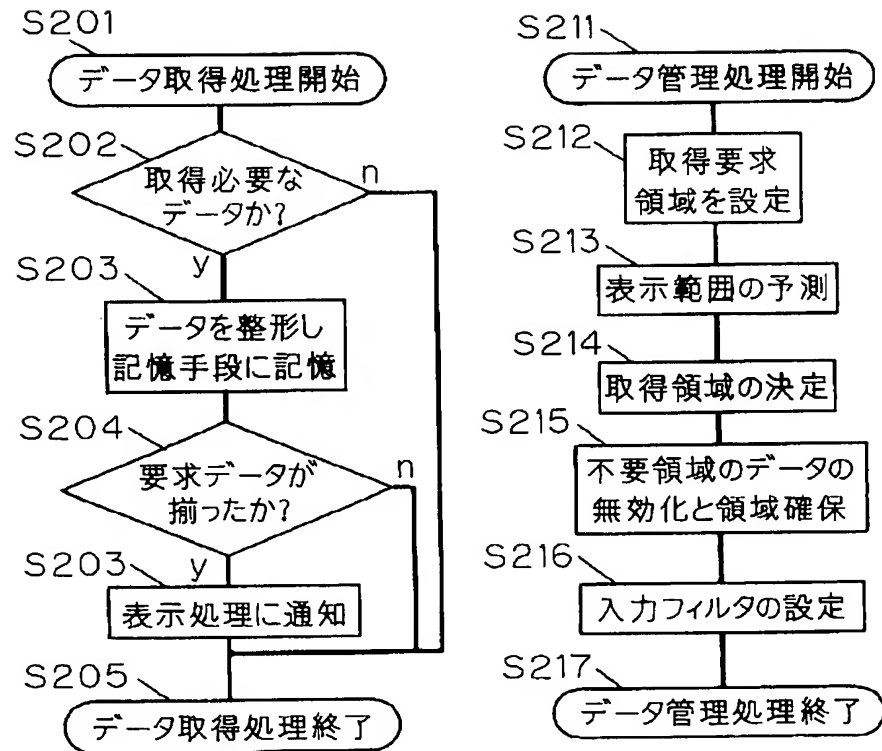 S201
データ取得処理開始
S202
取得必要な
データか?
n
y
S203
データを整形し
記憶手段に記憶
S204
要求データが
揃ったか?
n
y
S203
表示処理に通知
S205
データ取得処理終了
S211
データ管理処理開始
S212
取得要求
領域を設定
S213
表示範囲の予測
S214
取得領域の決定
S215
不要領域のデータの
無効化と領域確保
S216
入力フィルタの設定
S217
データ管理処理終了